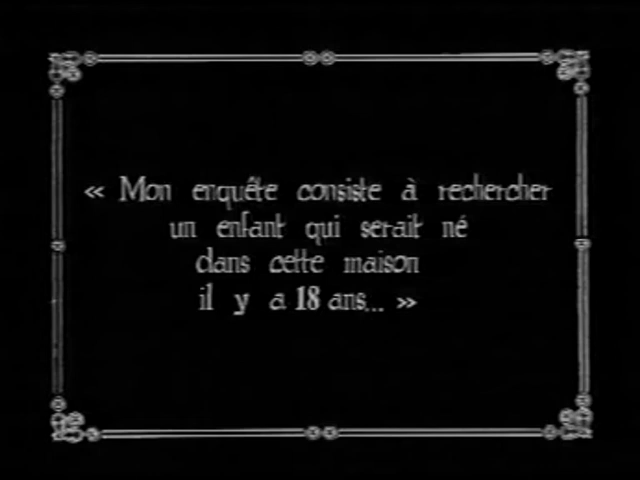 « Mon enquête consiste à rechercher
un enfant qui serait né
dans cette maison
il y a 18 ans... »